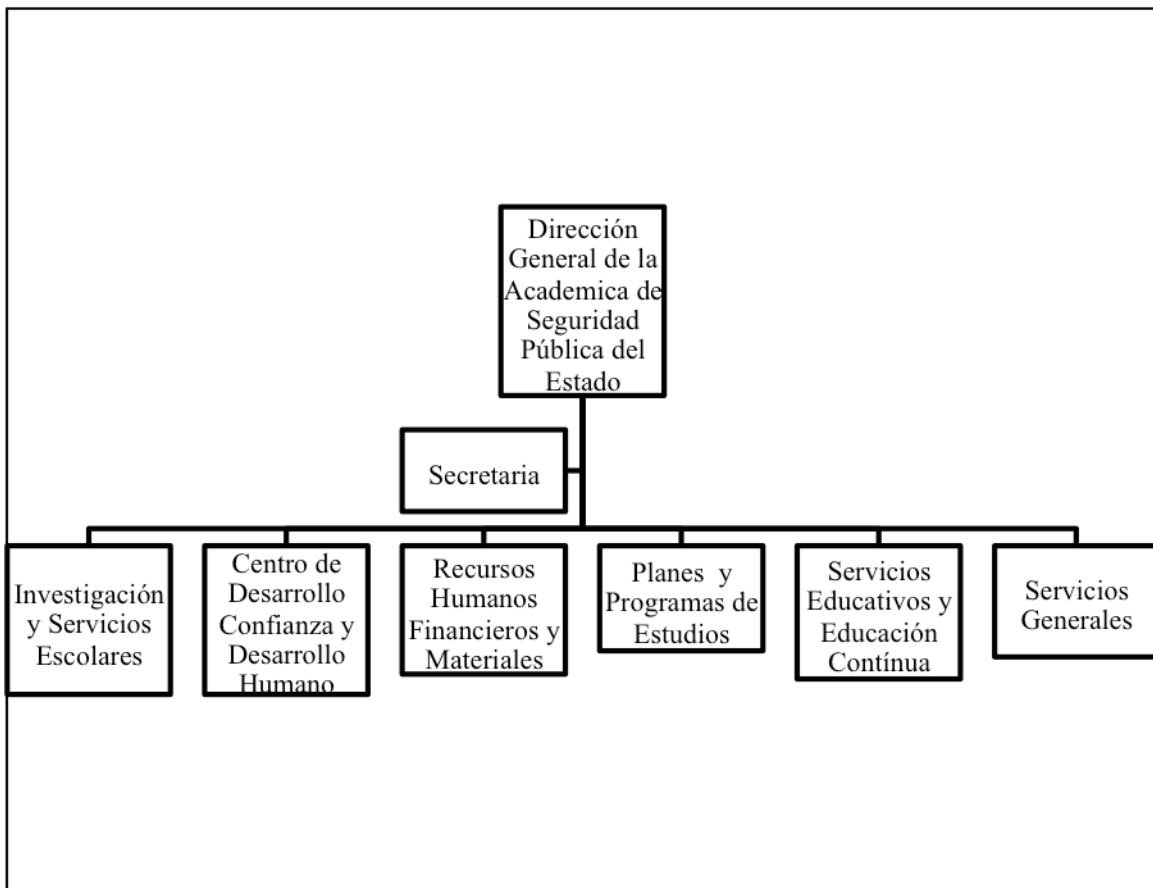 Dirección
General de la
Academica de
Seguridad
Pública del
Estado
Secretaria
Investigación
y Servicios
Escolares
Centro de
Desarrollo
Confianza y
Desarrollo
Humano
Recursos
Humanos
Financieros y
Materiales
Planes y
Programas de
Estudios
Servicios
Educativos y
Educación
Contínua
Servicios
Generales